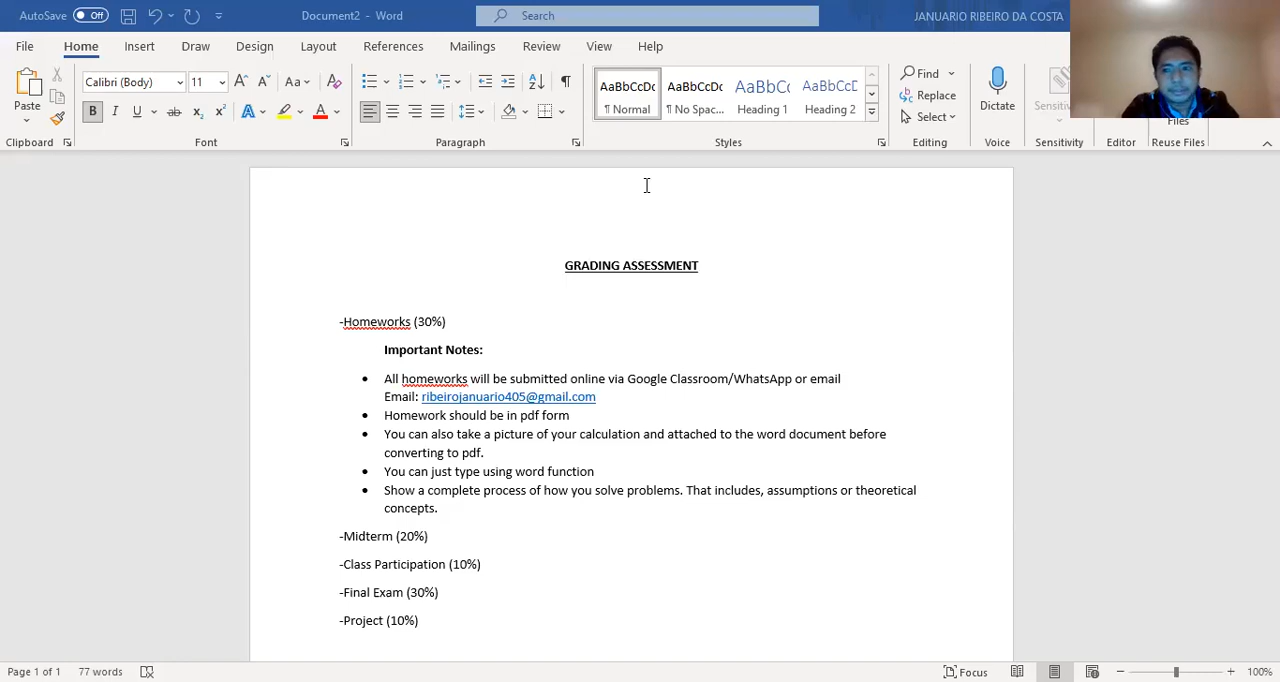 AutoSave Off Document2 - Word Search JANUARIO RIBEIRO DA COSTA
File Home Insert Draw Design Layout References Mailings Review View Help
Calibri (Body) 11 Aa AaBbCcDc AaBbCcDc AaBbCc AaBbCcD Find
Paste ¶ Normal ¶ No Spac... Heading 1 Heading 2 Replace Dictate Sensitivity
Select Files
Clipboard Font Paragraph Styles Editing Voice Sensitivity Editor Reuse Files
GRADING ASSESSMENT
-Homeworks (30%)
Important Notes:
• All homeworks will be submitted online via Google Classroom/WhatsApp or email
Email: ribeirojanuario405@gmail.com
• Homework should be in pdf form
• You can also take a picture of your calculation and attached to the word document before
converting to pdf.
• You can just type using word function
• Show a complete process of how you solve problems. That includes, assumptions or theoretical
concepts.
-Midterm (20%)
-Class Participation (10%)
-Final Exam (30%)
-Project (10%)
Page 1 of 1 77 words Focus 100%